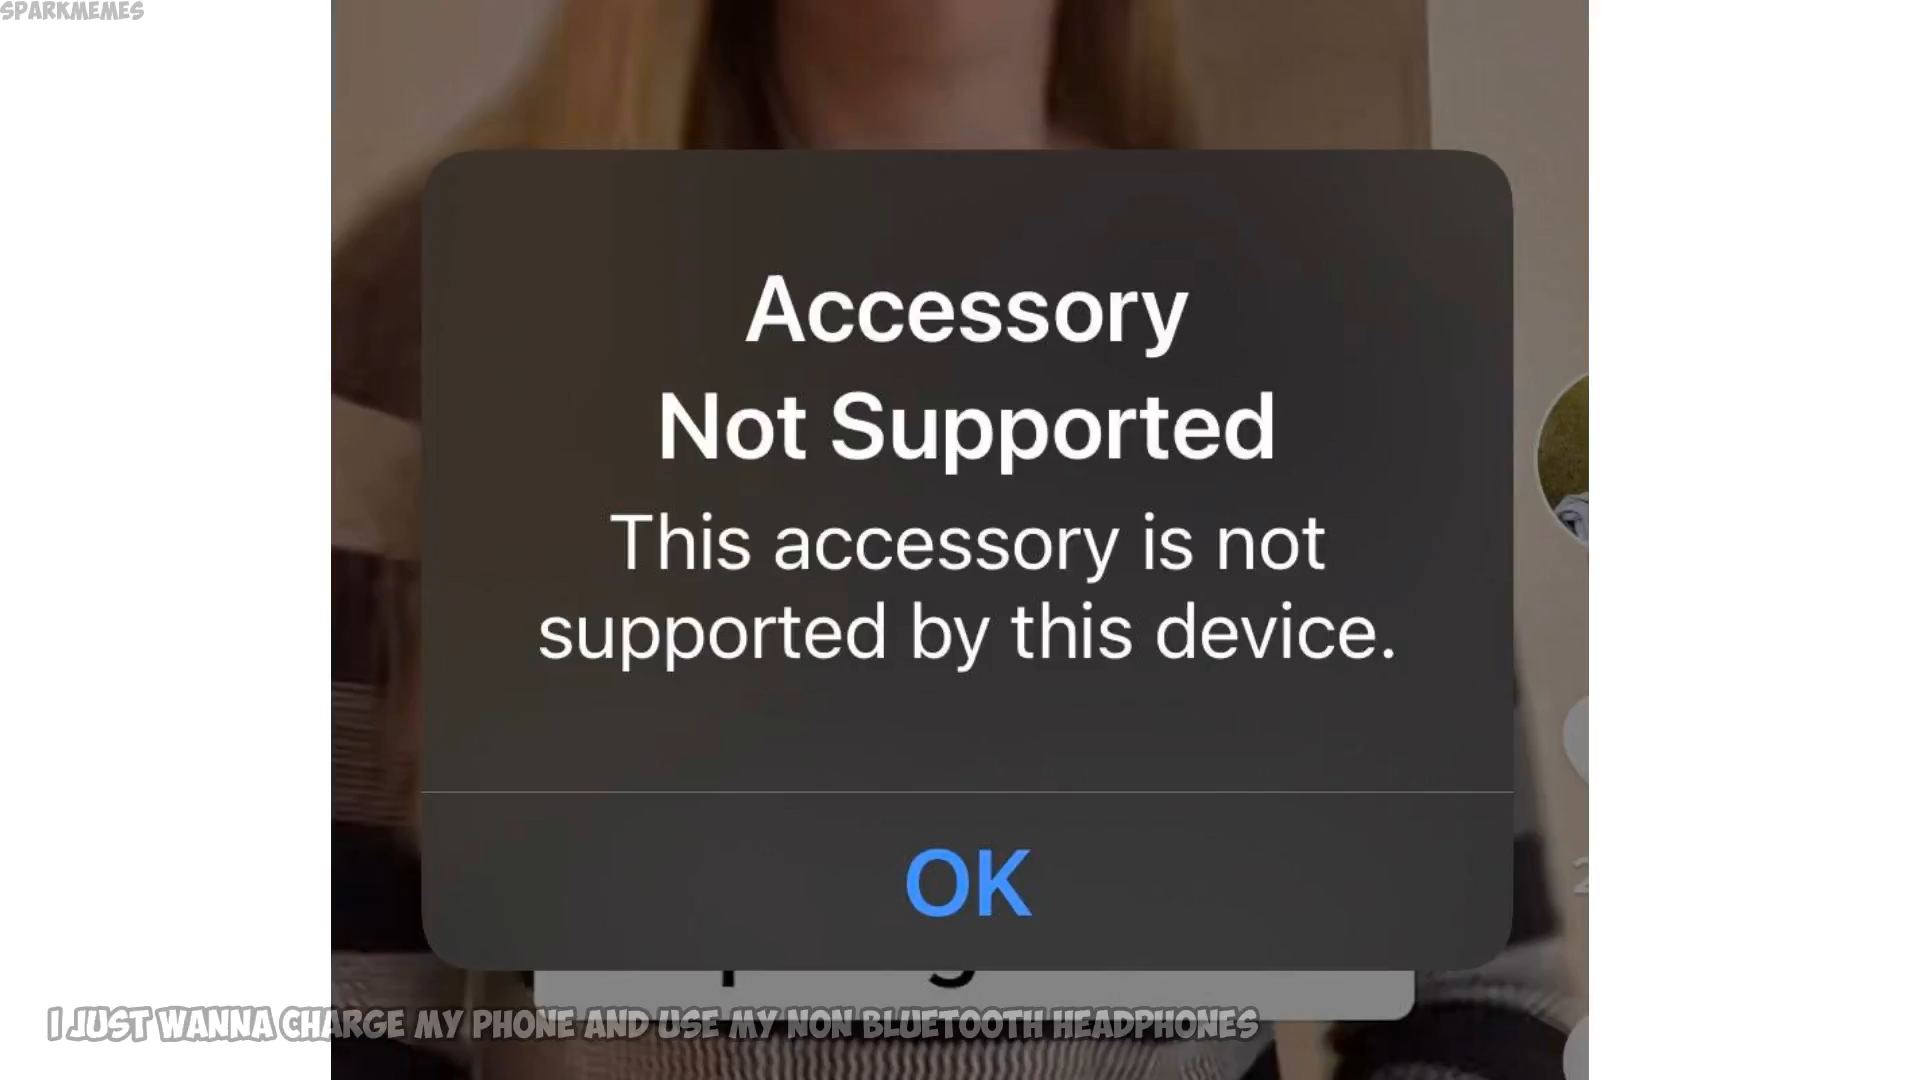 SPARKMEMES
Accessory
Not Supported
This accessory is not
supported by this device.
OK
I JUST WANNA CHARGE MY PHONE AND USE MY NON BLUETOOTH HEADPHONES